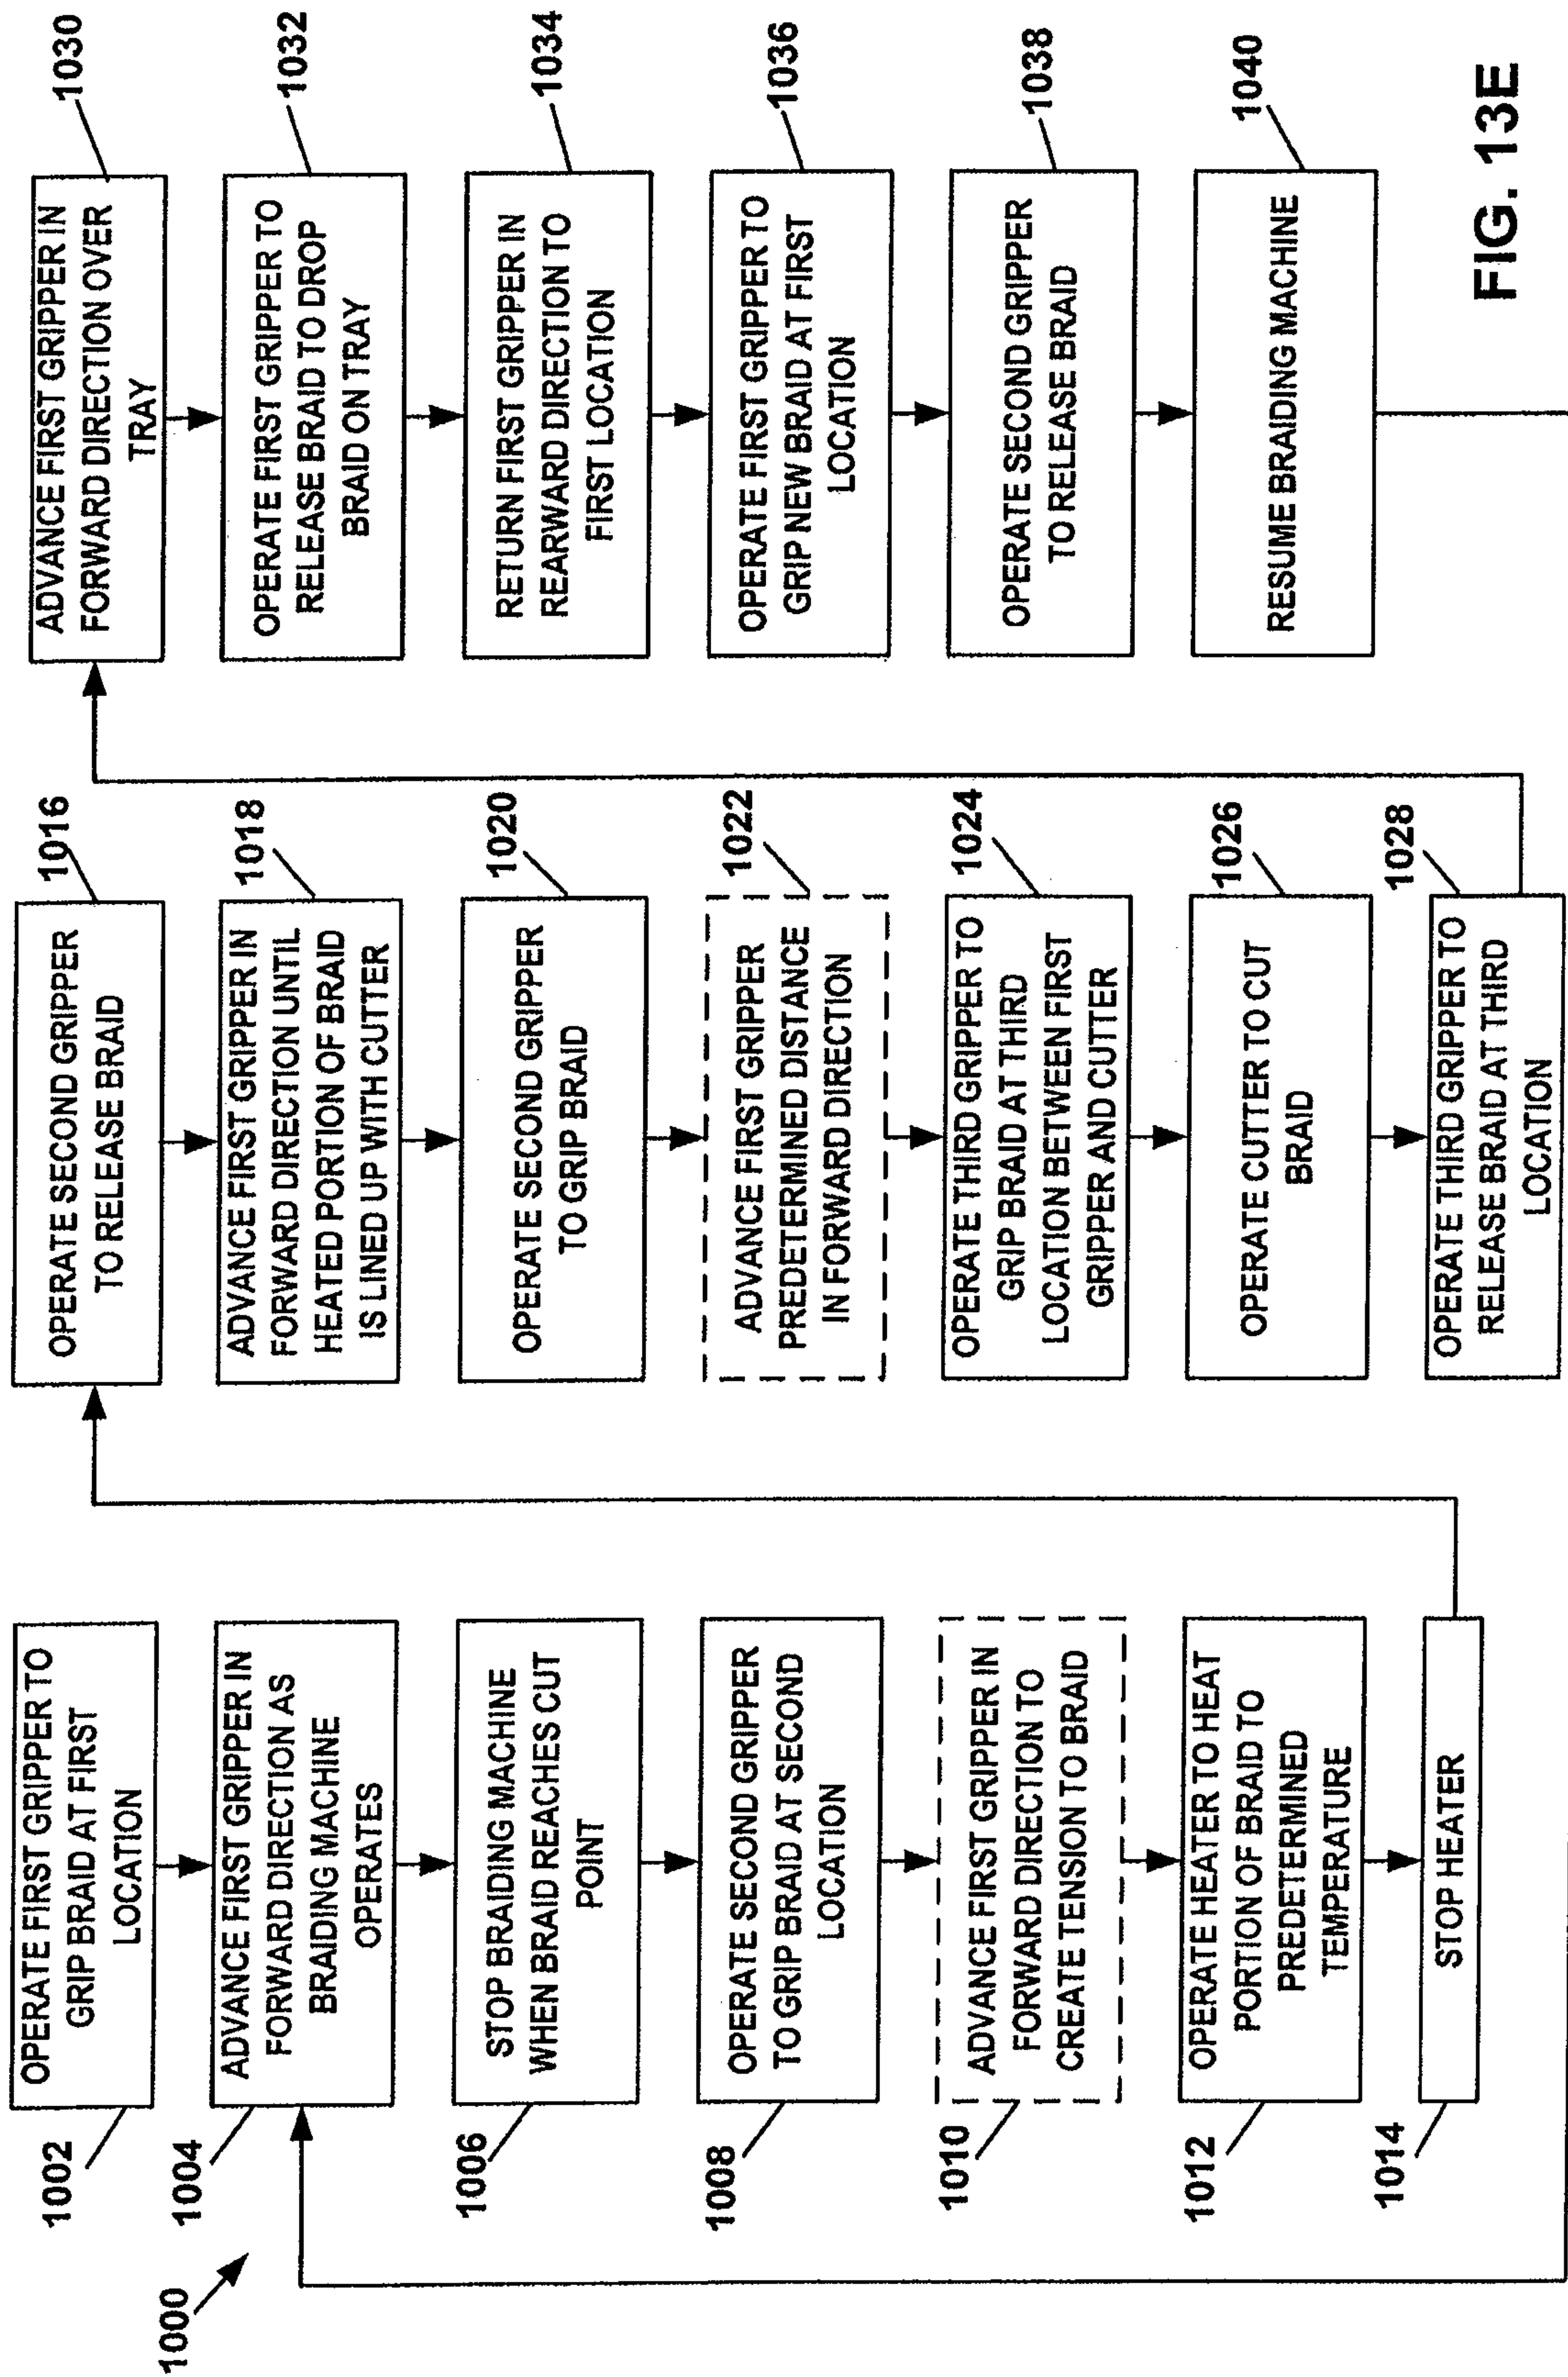 1000
1002
OPERATE FIRST GRIPPER TO
GRIP BRAID AT FIRST
LOCATION
1004
ADVANCE FIRST GRIPPER IN
FORWARD DIRECTION AS
BRAIDING MACHINE
OPERATES
1006
STOP BRAIDING MACHINE
WHEN BRAID REACHES CUT
POINT
1008
OPERATE SECOND GRIPPER
TO GRIP BRAID AT SECOND
LOCATION
1010
ADVANCE FIRST GRIPPER IN
FORWARD DIRECTION TO
CREATE TENSION TO BRAID
1012
OPERATE HEATER TO HEAT
PORTION OF BRAID TO
PREDETERMINED
TEMPERATURE
1014
STOP HEATER
1016
OPERATE SECOND GRIPPER
TO RELEASE BRAID
1018
ADVANCE FIRST GRIPPER IN
FORWARD DIRECTION UNTIL
HEATED PORTION OF BRAID
IS LINED UP WITH CUTTER
1020
OPERATE SECOND GRIPPER
TO GRIP BRAID
1022
ADVANCE FIRST GRIPPER
PREDETERMINED DISTANCE
IN FORWARD DIRECTION
1024
OPERATE THIRD GRIPPER TO
GRIP BRAID AT THIRD
LOCATION BETWEEN FIRST
GRIPPER AND CUTTER
1026
OPERATE CUTTER TO CUT
BRAID
1028
OPERATE THIRD GRIPPER TO
RELEASE BRAID AT THIRD
LOCATION
1030
ADVANCE FIRST GRIPPER IN
FORWARD DIRECTION OVER
TRAY
1032
OPERATE FIRST GRIPPER TO
RELEASE BRAID TO DROP
BRAID ON TRAY
1034
RETURN FIRST GRIPPER IN
REARWARD DIRECTION TO
FIRST LOCATION
1036
OPERATE FIRST GRIPPER TO
GRIP NEW BRAID AT FIRST
LOCATION
1038
OPERATE SECOND GRIPPER
TO RELEASE BRAID
1040
RESUME BRAIDING MACHINE
FIG. 13E